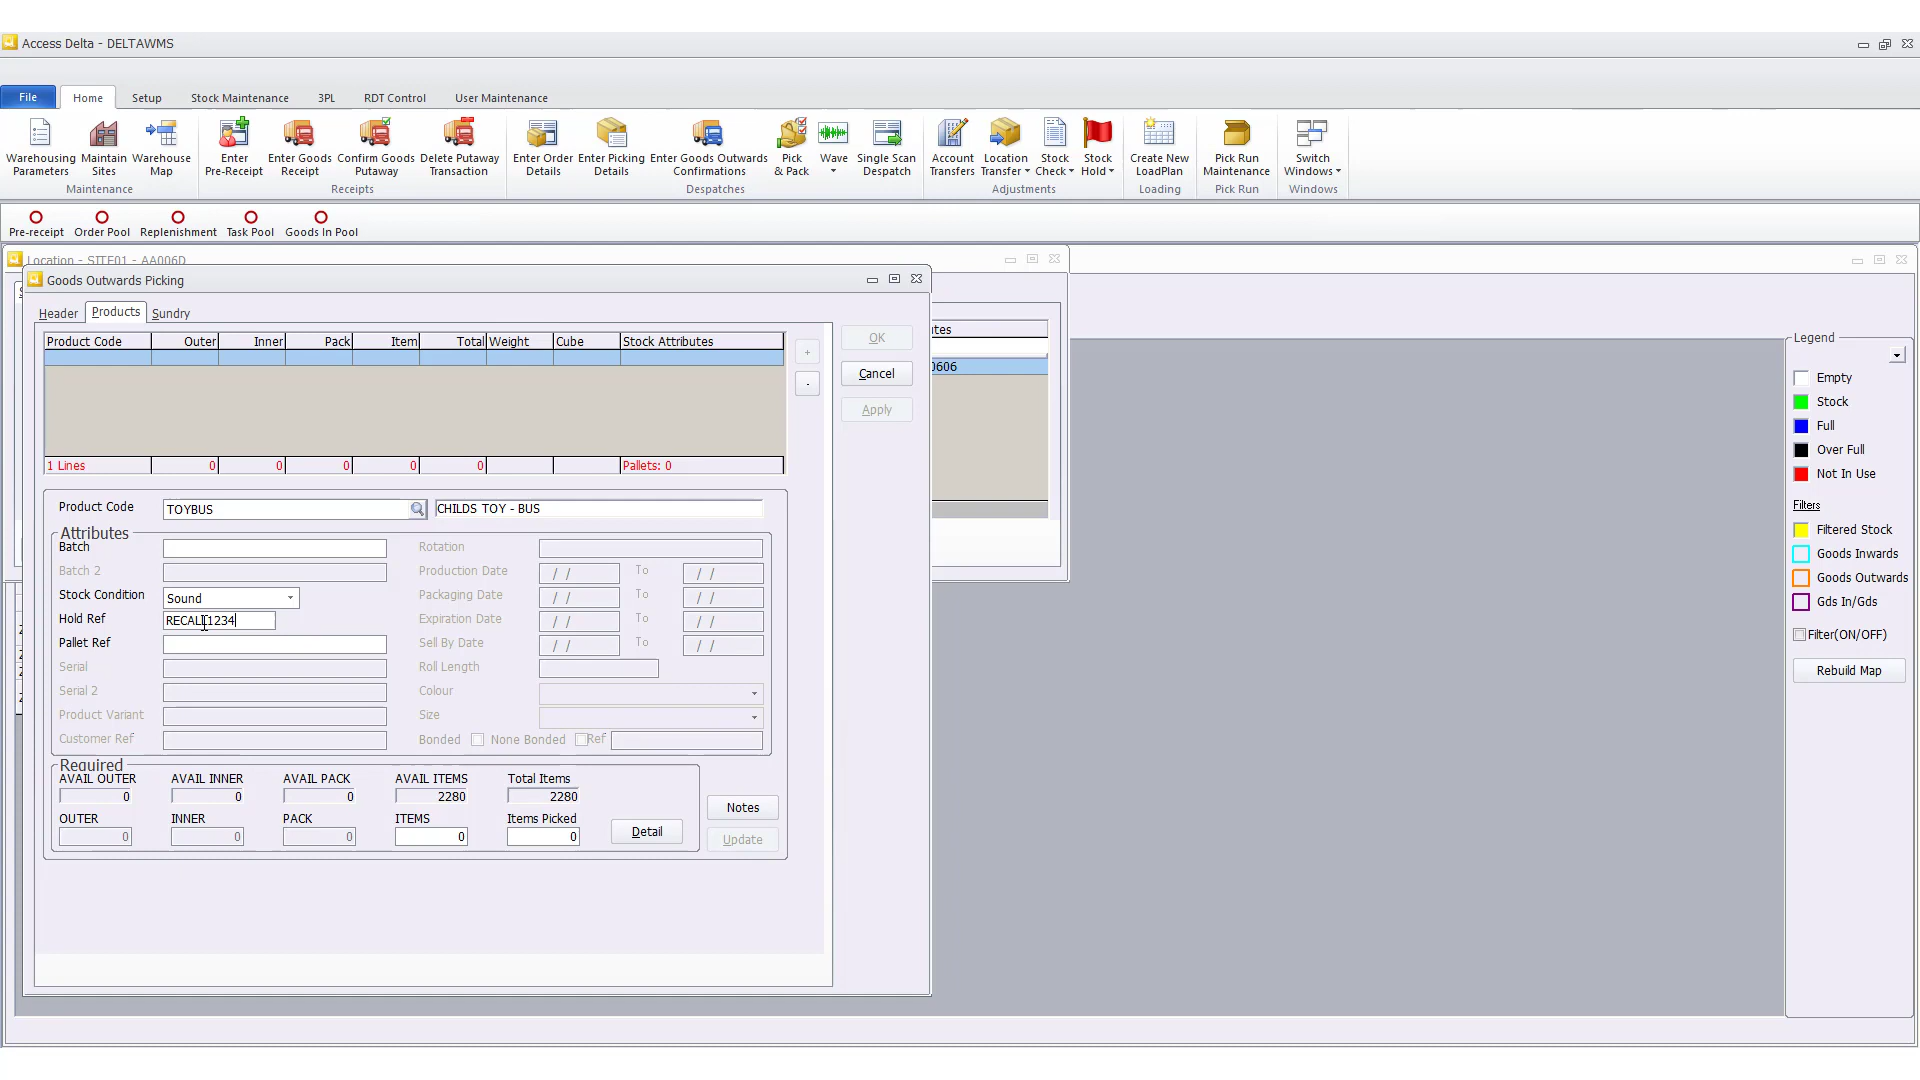 Access Delta - DELTAWMS
File Home Setup Stock Maintenance 3PL RDT Control User Maintenance
Warehousing Parameters Maintain Sites Warehouse Map Enter Pre-Receipt Enter Goods Receipt Confirm Goods Putaway Delete Putaway Transaction Enter Order Details Enter Picking Details Enter Goods Outwards Confirmations Pick & Pack Wave Single Scan Despatch Account Transfers Location Transfer Stock Check Stock Hold Create New LoadPlan Pick Run Maintenance Switch Windows
Maintenance Receipts Despatches Adjustments Loading Pick Run Windows
Pre-receipt Order Pool Replenishment Task Pool Goods In Pool
Location - SITE01 - AA006D
Goods Outwards Picking
Header Products Sundry
Product Code Outer Inner Pack Item Total Weight Cube Stock Attributes
+
-
1 Lines 0 0 0 0 0 Pallets: 0
OK
Cancel
Apply
utes
0606
Product Code TOYBUS CHILDS TOY - BUS
Attributes
Batch Rotation
Batch 2 Production Date / / To / /
Stock Condition Sound Packaging Date / / To / /
Hold Ref RECALL1234 Expiration Date / / To / /
Pallet Ref Sell By Date / / To / /
Serial Roll Length
Serial 2 Colour
Product Variant Size
Customer Ref Bonded None Bonded Ref
Required
AVAIL OUTER AVAIL INNER AVAIL PACK AVAIL ITEMS Total Items
0 0 0 2280 2280
OUTER INNER PACK ITEMS Items Picked
0 0 0 0 0
Detail
Notes
Update
Legend
Empty
Stock
Full
Over Full
Not In Use
Filters
Filtered Stock
Goods Inwards
Goods Outwards
Gds In/Gds
Filter(ON/OFF)
Rebuild Map